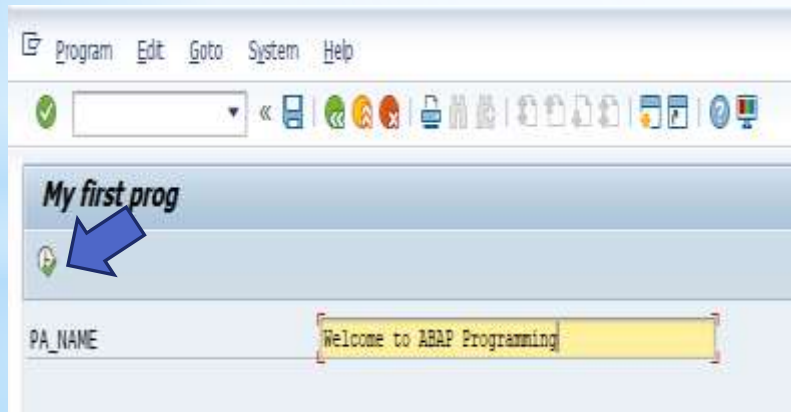 Program Edit Goto System Help
My first prog
PA_NAME Welcome to ABAP Programming